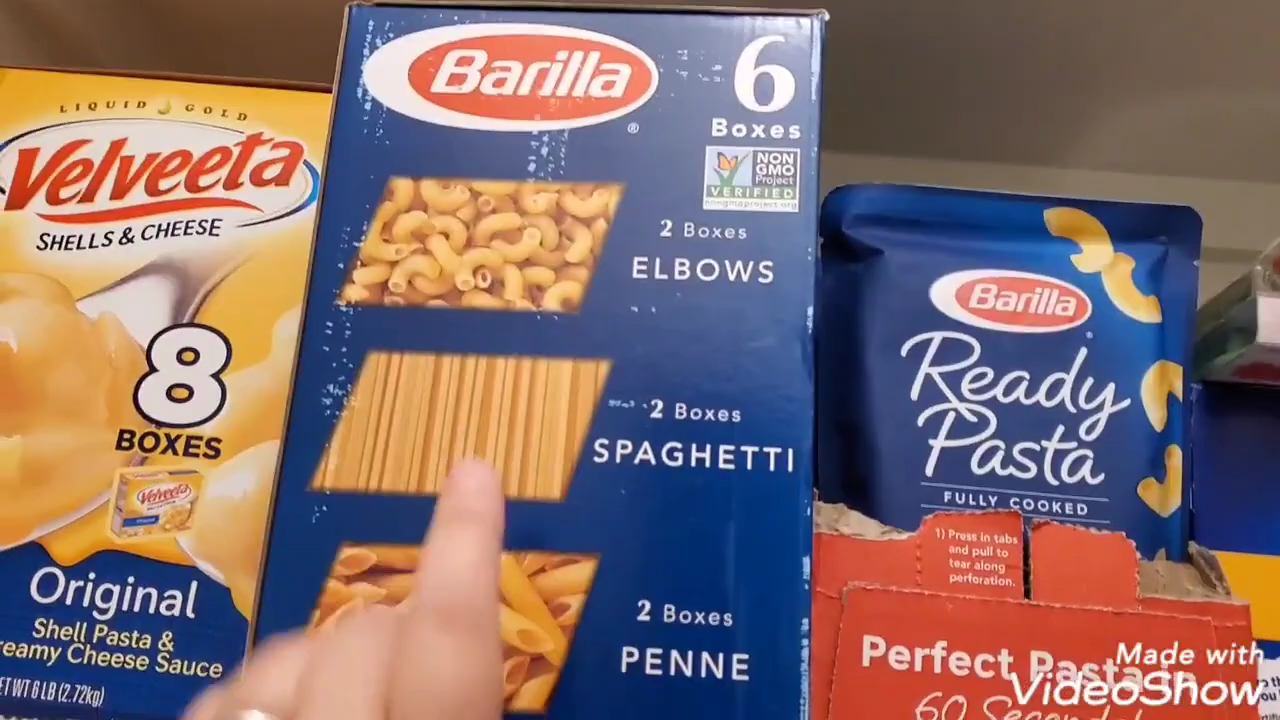 LIQUID GOLD
Velveeta
SHELLS & CHEESE
8
BOXES
Velveeta
Original
Shell Pasta &
reamy Cheese Sauce
ET WT 6 LB (2.72kg)
Barilla
®
6
Boxes
NON
GMO
Project
VERIFIED
nongmoproject.org
2 Boxes
ELBOWS
2 Boxes
SPAGHETTI
2 Boxes
PENNE
Barilla
Ready
Pasta
FULLY COOKED
1) Press in tabs
and pull to
tear along
perforation.
Perfect Pasta
60
Made with
VideoShow